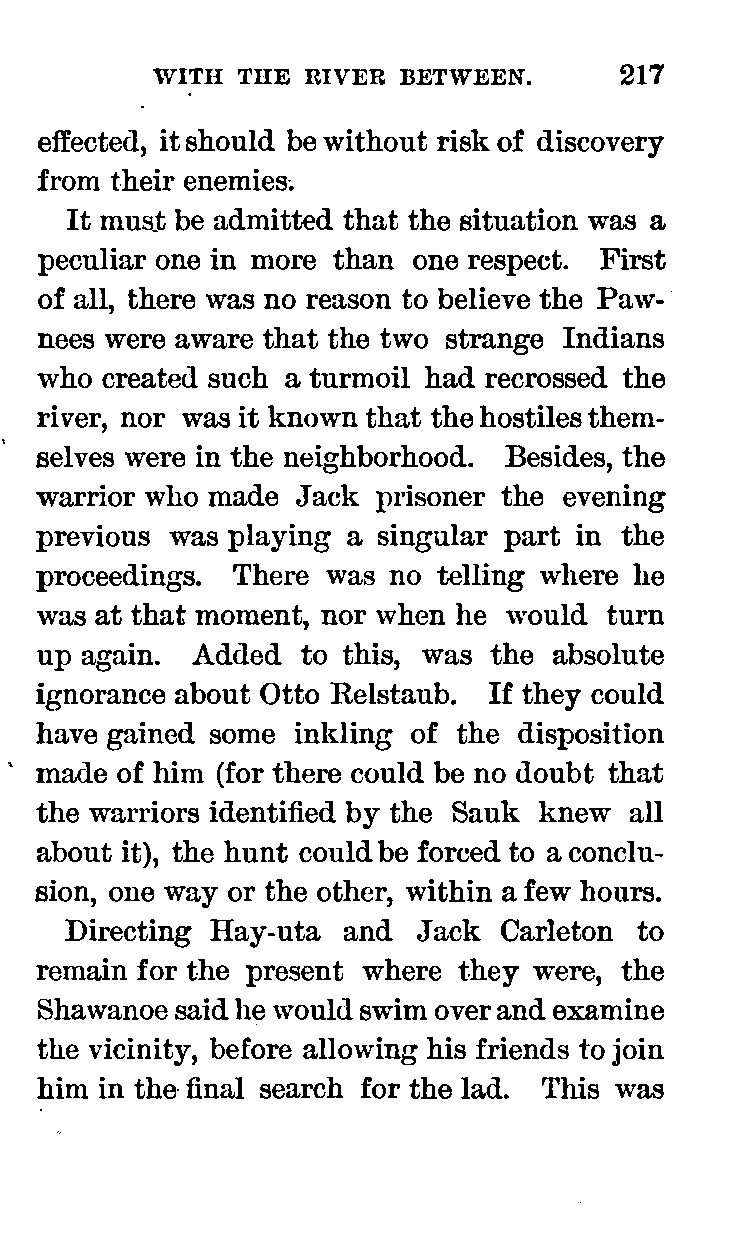 WITH THE RIVER BETWEEN. 217
effected, it should be without risk of discovery
from their enemies.
It must be admitted that the situation was a
peculiar one in more than one respect. First
of all, there was no reason to believe the Paw-
nees were aware that the two strange Indians
who created such a turmoil had recrossed the
river, nor was it known that the hostiles them-
selves were in the neighborhood. Besides, the
warrior who made Jack prisoner the evening
previous was playing a singular part in the
proceedings. There was no telling where he
was at that moment, nor when he would turn
up again. Added to this, was the absolute
ignorance about Otto Relstaub. If they could
have gained some inkling of the disposition
made of him (for there could be no doubt that
the warriors identified by the Sauk knew all
about it), the hunt could be forced to a conclu-
sion, one way or the other, within a few hours.
Directing Hay-uta and Jack Carleton to
remain for the present where they were, the
Shawanoe said he would swim over and examine
the vicinity, before allowing his friends to join
him in the final search for the lad. This was